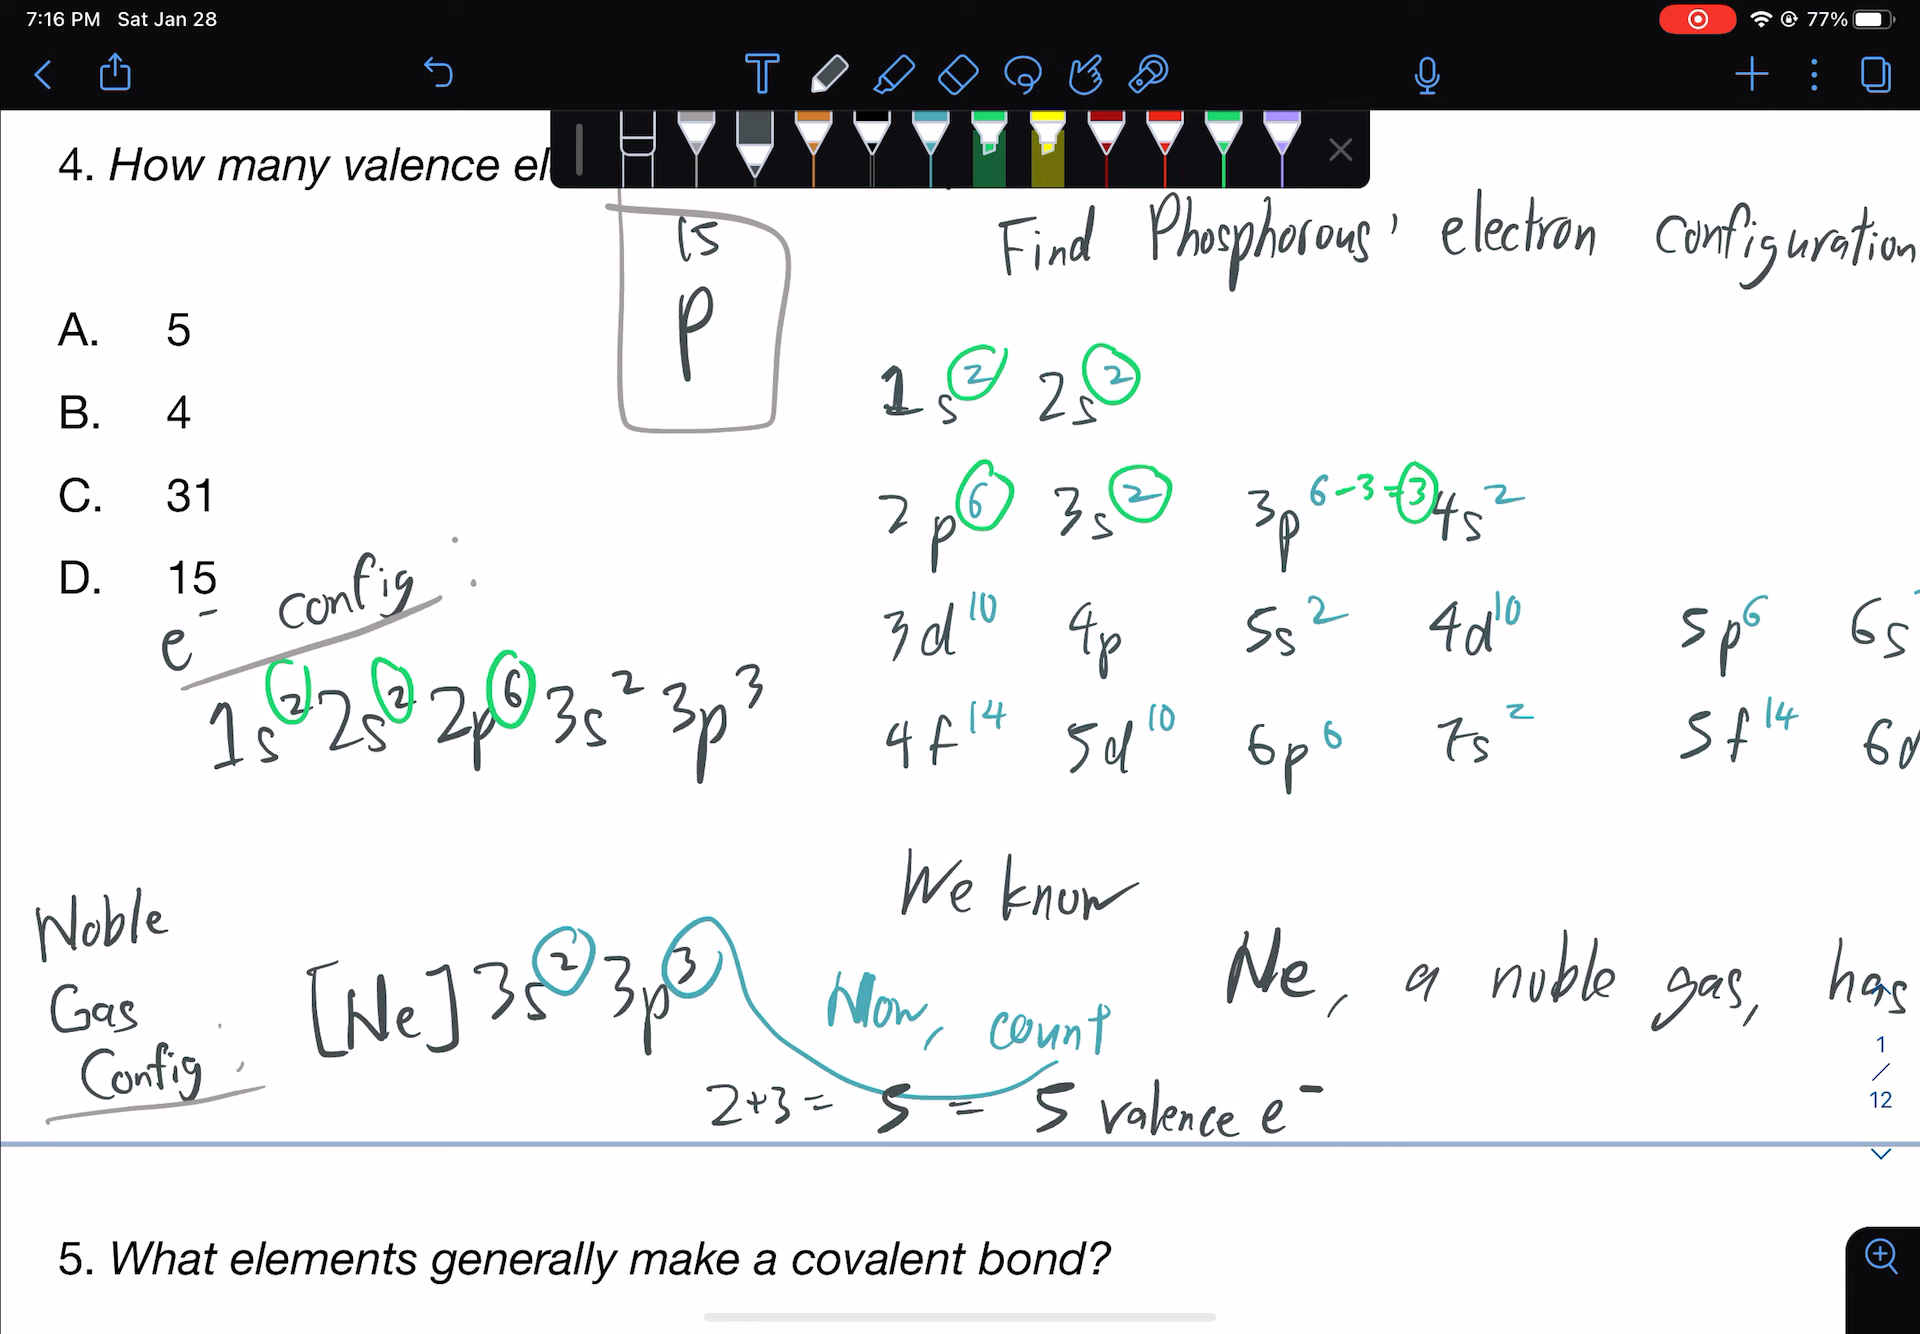 7:16 PM Sat Jan 28
77%
T
4. How many valence el
15
P
Find Phosphorous' electron configuration
A. 5
B. 4
C. 31
D. 15
1s² 2s²
2p⁶ 3s² 3p⁶⁻³⁼³ 4s²
3d¹⁰ 4p 5s² 4d¹⁰ 5p⁶ 6s
4f¹⁴ 5d¹⁰ 6p⁶ 7s² 5f¹⁴ 6d
e⁻ config:
1s² 2s² 2p⁶ 3s² 3p³
We know
Ne, a noble gas, has
Noble
Gas
Config:
[Ne] 3s² 3p³
Now, count
2+3 = 5 = 5 valence e⁻
1
/
12
5. What elements generally make a covalent bond?